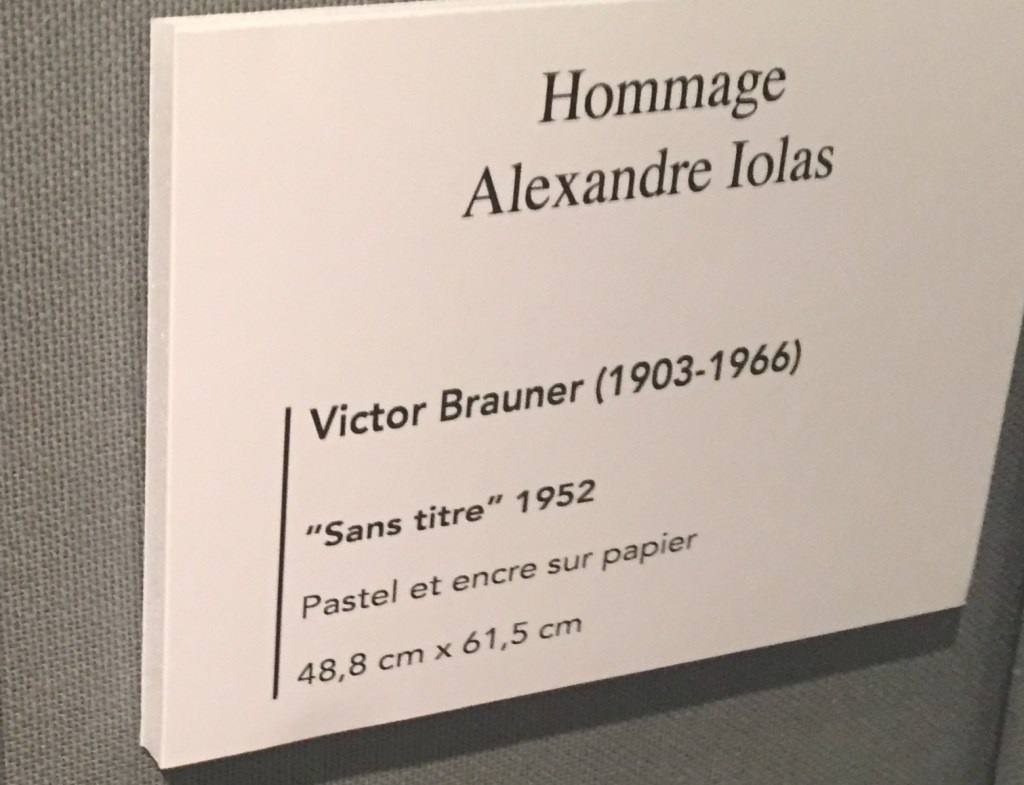 Hommage
Alexandre Iolas
Victor Brauner (1903-1966)
“Sans titre” 1952
Pastel et encre sur papier
48,8 cm x 61,5 cm